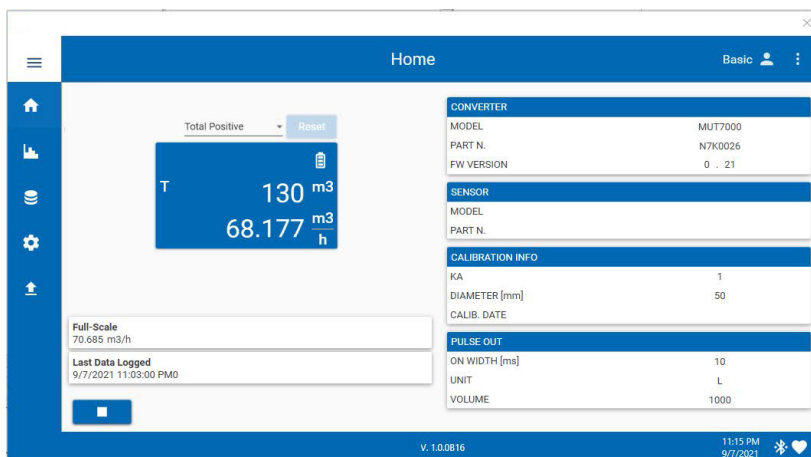 Home
Basic
Total Positive
Reset
T 130 m3
68.177 m3
h
Full-Scale
70.685 m3/h
Last Data Logged
9/7/2021 11:03:00 PM0
CONVERTER
MODEL MUT7000
PART N. N7K0026
FW VERSION 0 . 21
SENSOR
MODEL
PART N.
CALIBRATION INFO
KA 1
DIAMETER [mm] 50
CALIB. DATE
PULSE OUT
ON WIDTH [ms] 10
UNIT L
VOLUME 1000
V. 1.0.0B16
11:15 PM
9/7/2021